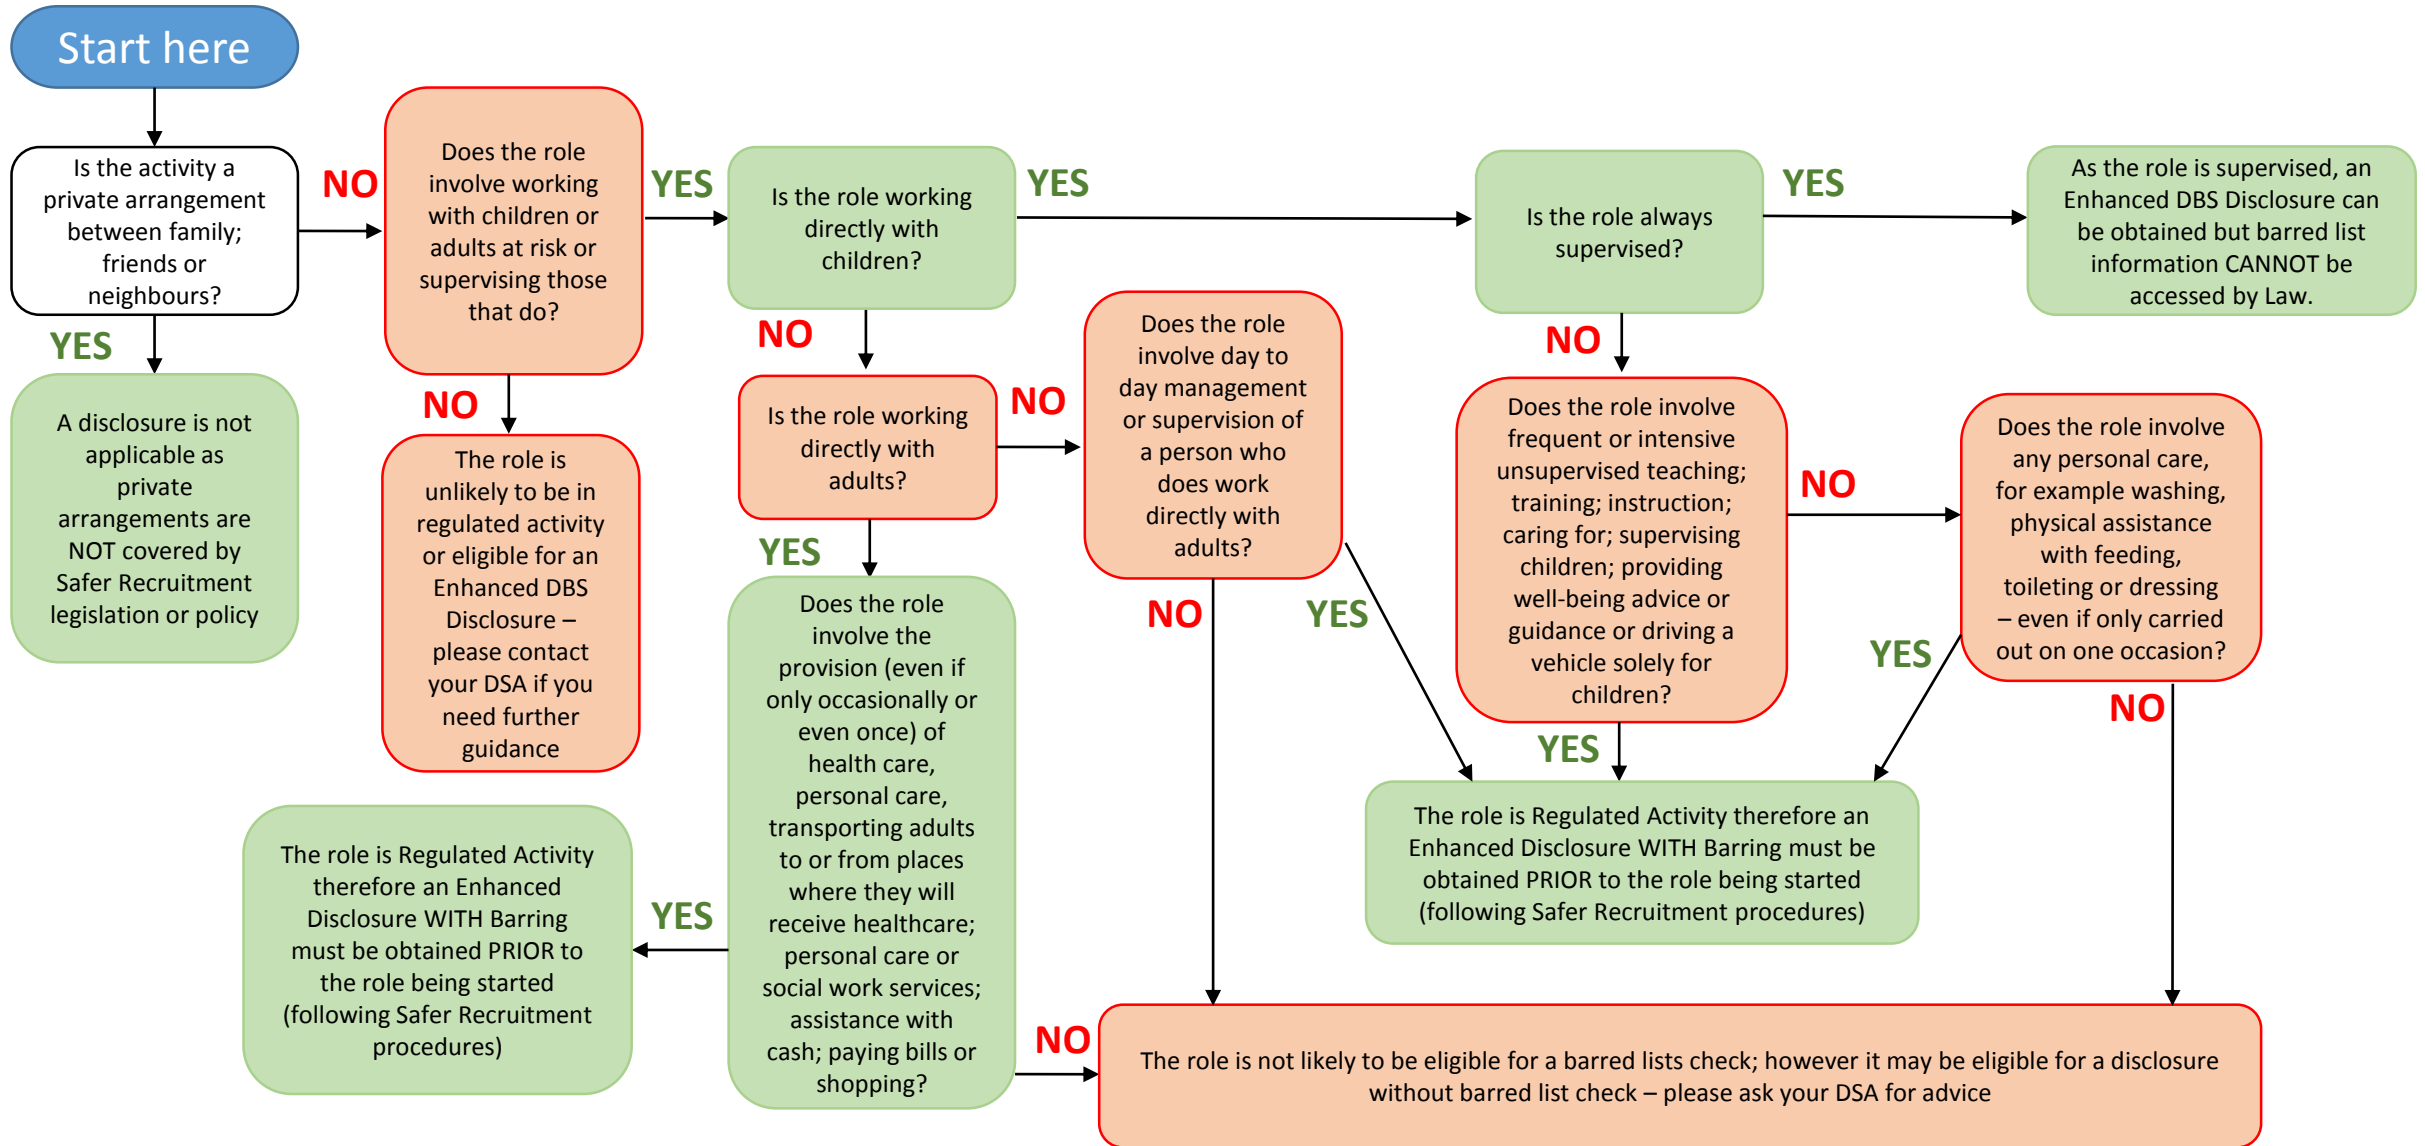 Start here
Is the activity a
private arrangement
between family;
friends or
neighbours?
NO
YES
A disclosure is not
applicable as
private
arrangements are
NOT covered by
Safer Recruitment
legislation or policy
Does the role
involve working
with children or
adults at risk or
supervising those
that do?
YES
NO
The role is
unlikely to be in
regulated activity
or eligible for an
Enhanced DBS
Disclosure –
please contact
your DSA if you
need further
guidance
Is the role working
directly with
children?
YES
NO
Is the role working
directly with
adults?
NO
YES
Does the role
involve the
provision (even if
only occasionally or
even once) of
health care,
personal care,
transporting adults
to or from places
where they will
receive healthcare;
personal care or
social work services;
assistance with
cash; paying bills or
shopping?
YES
NO
The role is Regulated Activity
therefore an Enhanced
Disclosure WITH Barring
must be obtained PRIOR to
the role being started
(following Safer Recruitment
procedures)
Does the role
involve day to
day management
or supervision of
a person who
does work
directly with
adults?
NO
YES
Is the role always
supervised?
YES
NO
As the role is supervised, an
Enhanced DBS Disclosure can
be obtained but barred list
information CANNOT be
accessed by Law.
Does the role involve
frequent or intensive
unsupervised teaching;
training; instruction;
caring for; supervising
children; providing
well-being advice or
guidance or driving a
vehicle solely for
children?
NO
YES
Does the role involve
any personal care,
for example washing,
physical assistance
with feeding,
toileting or dressing
– even if only carried
out on one occasion?
YES
NO
The role is Regulated Activity therefore an
Enhanced Disclosure WITH Barring must be
obtained PRIOR to the role being started
(following Safer Recruitment procedures)
The role is not likely to be eligible for a barred lists check; however it may be eligible for a disclosure
without barred list check – please ask your DSA for advice